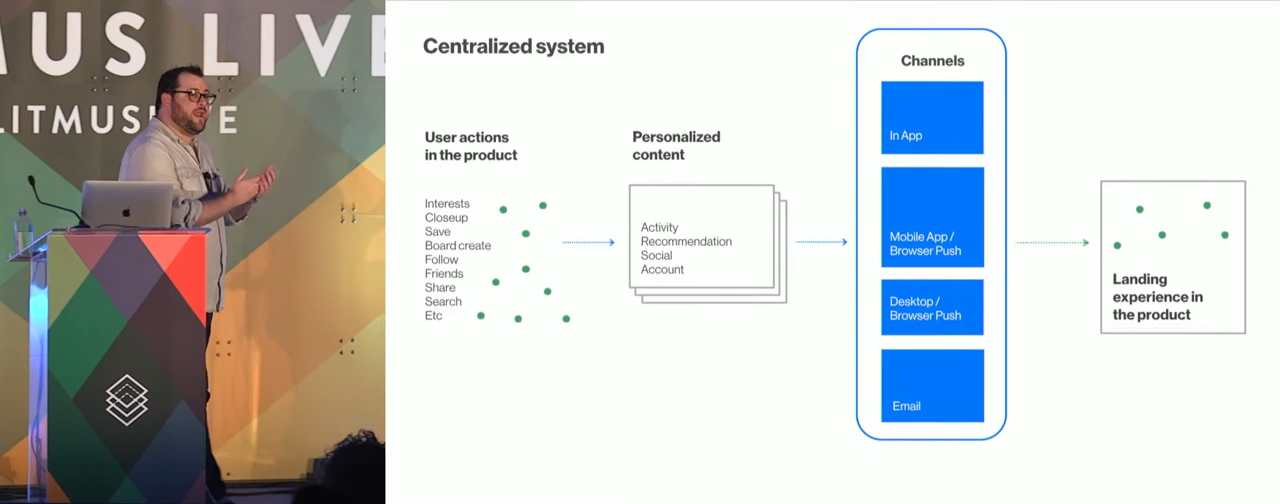 MUS LIVE
LITMUS
E
Centralized system
User actions
in the product
Interests
Closeup
Save
Board create
Follow
Friends
Share
Search
Etc
Personalized
content
Activity
Recommendation
Social
Account
Channels
In App
Mobile App /
Browser Push
Desktop /
Browser Push
Email
Landing
experience in
the product